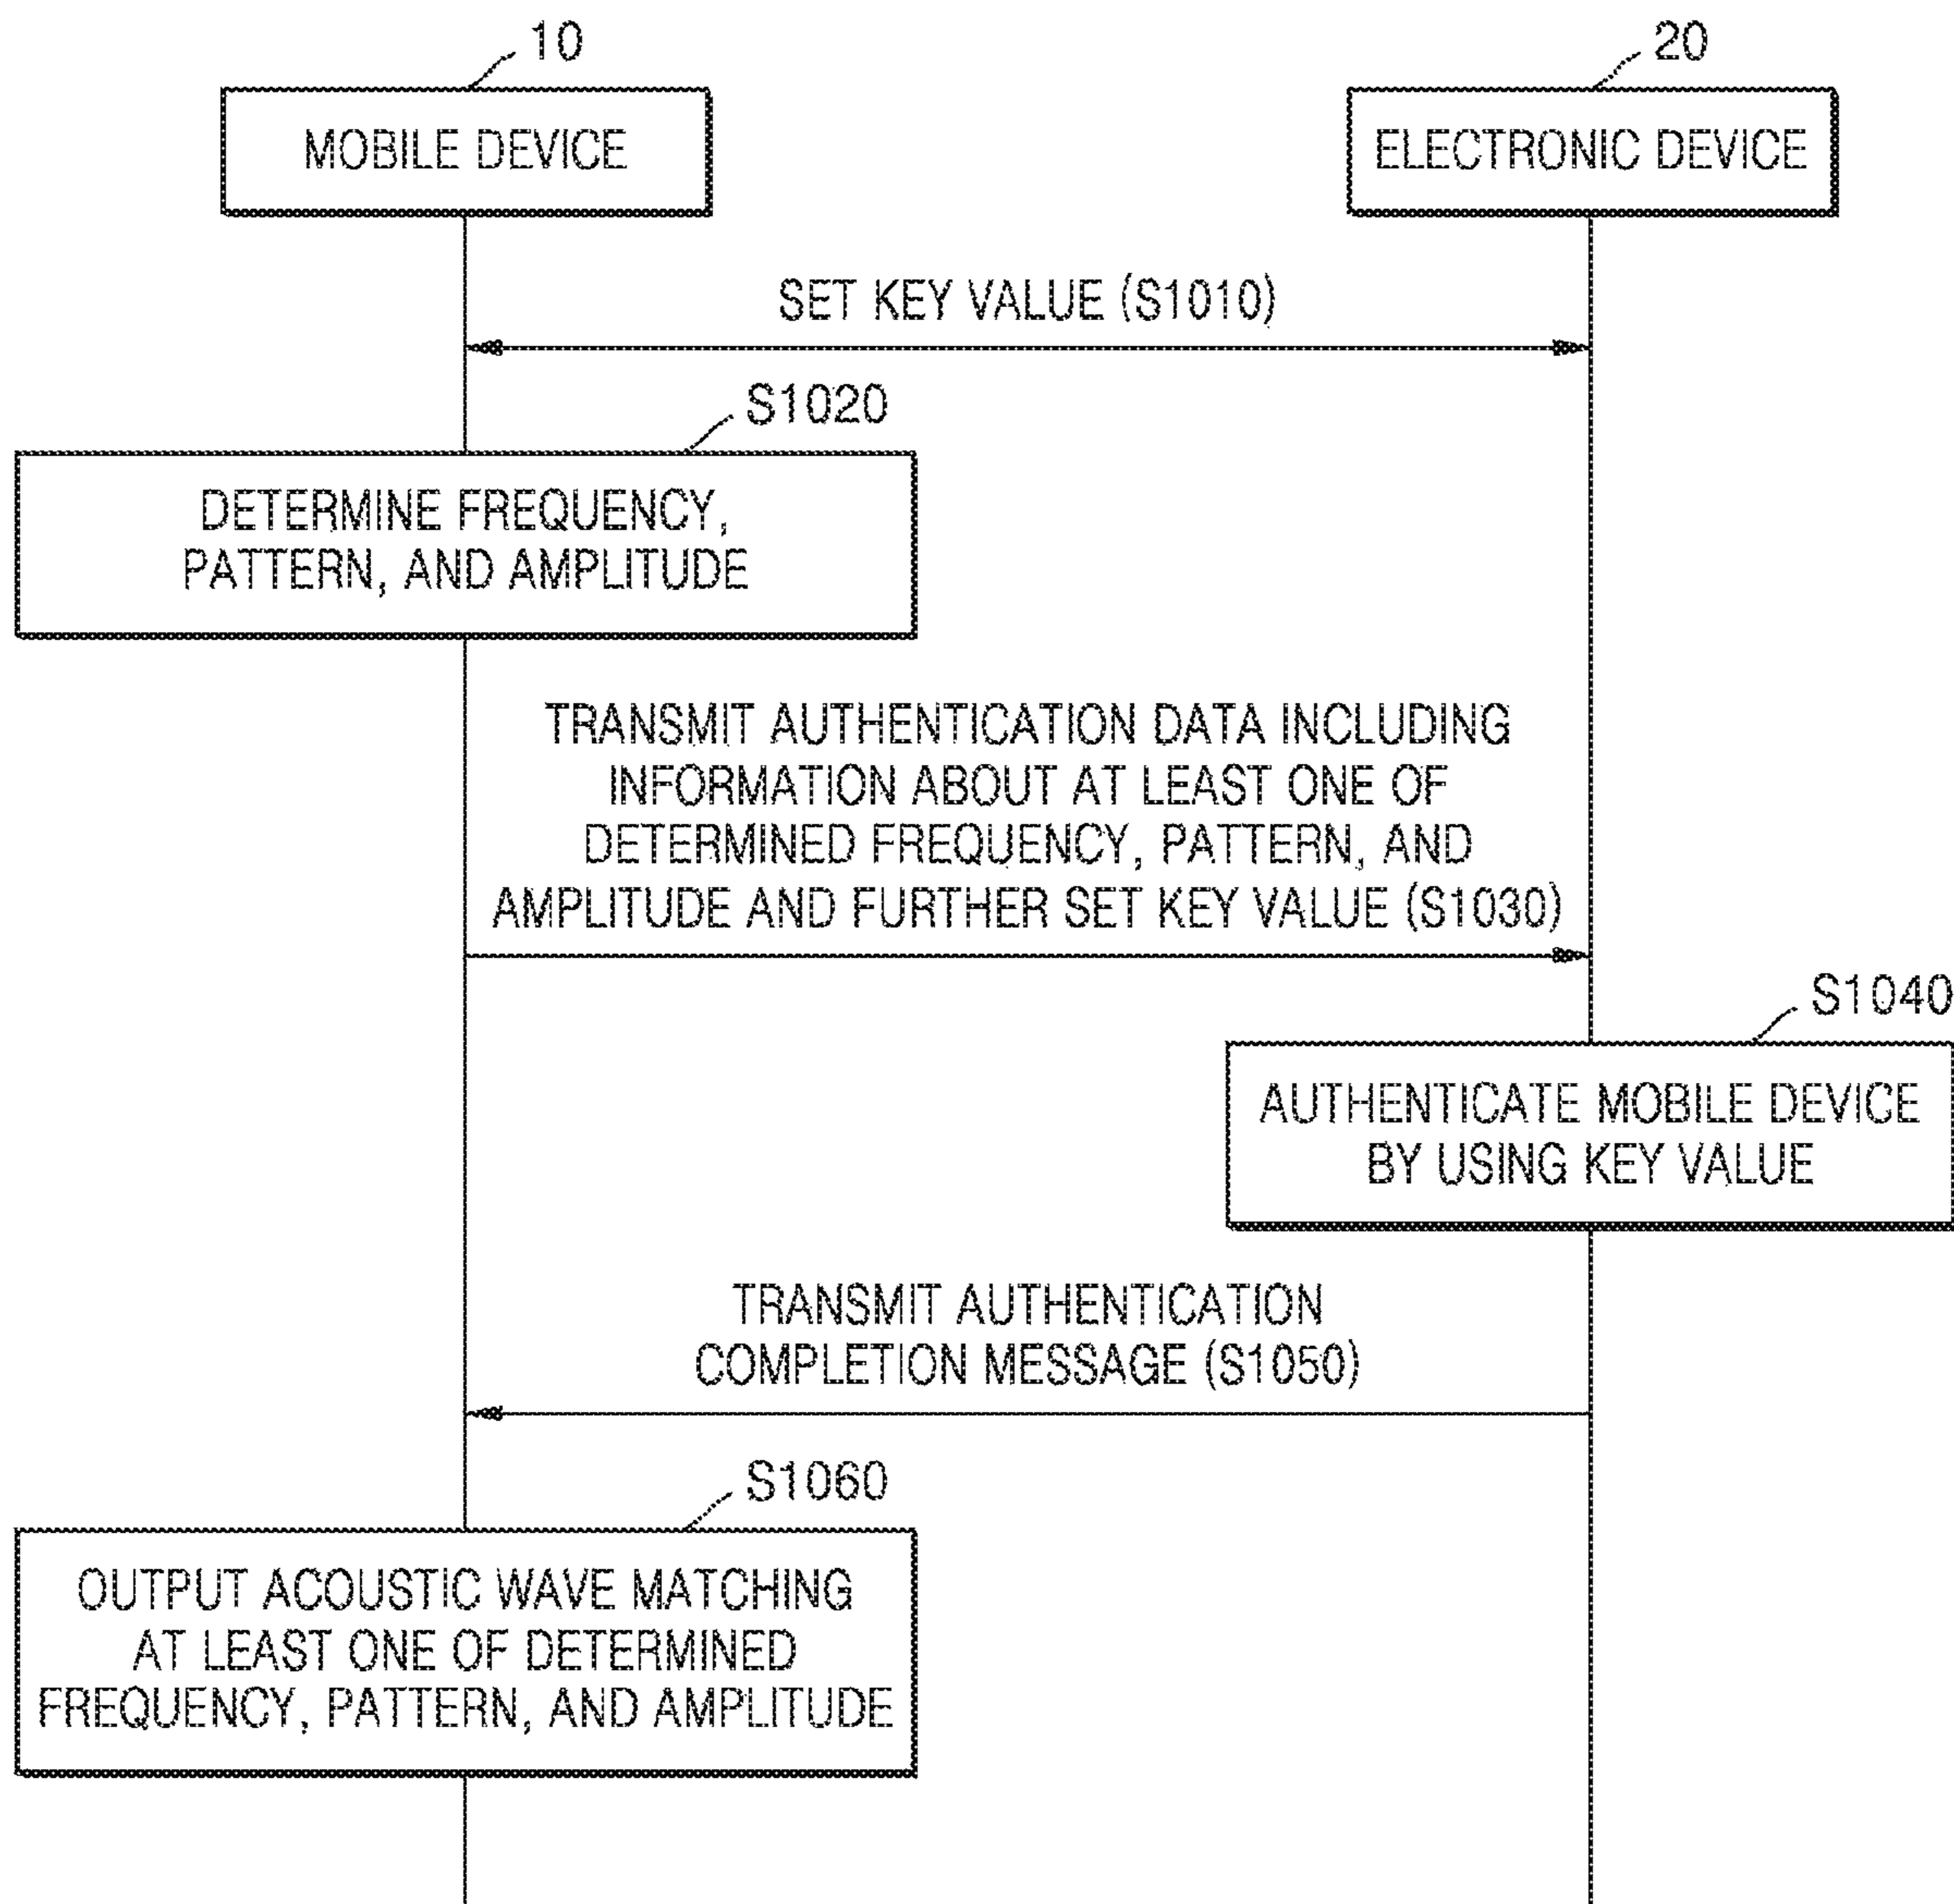 10
20
MOBILE DEVICE
ELECTRONIC DEVICE
SET KEY VALUE (S1010)
S1020
DETERMINE FREQUENCY,
PATTERN, AND AMPLITUDE
TRANSMIT AUTHENTICATION DATA INCLUDING
INFORMATION ABOUT AT LEAST ONE OF
DETERMINED FREQUENCY, PATTERN, AND
AMPLITUDE AND FURTHER SET KEY VALUE (S1030)
S1040
AUTHENTICATE MOBILE DEVICE
BY USING KEY VALUE
TRANSMIT AUTHENTICATION
COMPLETION MESSAGE (S1050)
S1060
OUTPUT ACOUSTIC WAVE MATCHING
AT LEAST ONE OF DETERMINED
FREQUENCY, PATTERN, AND AMPLITUDE